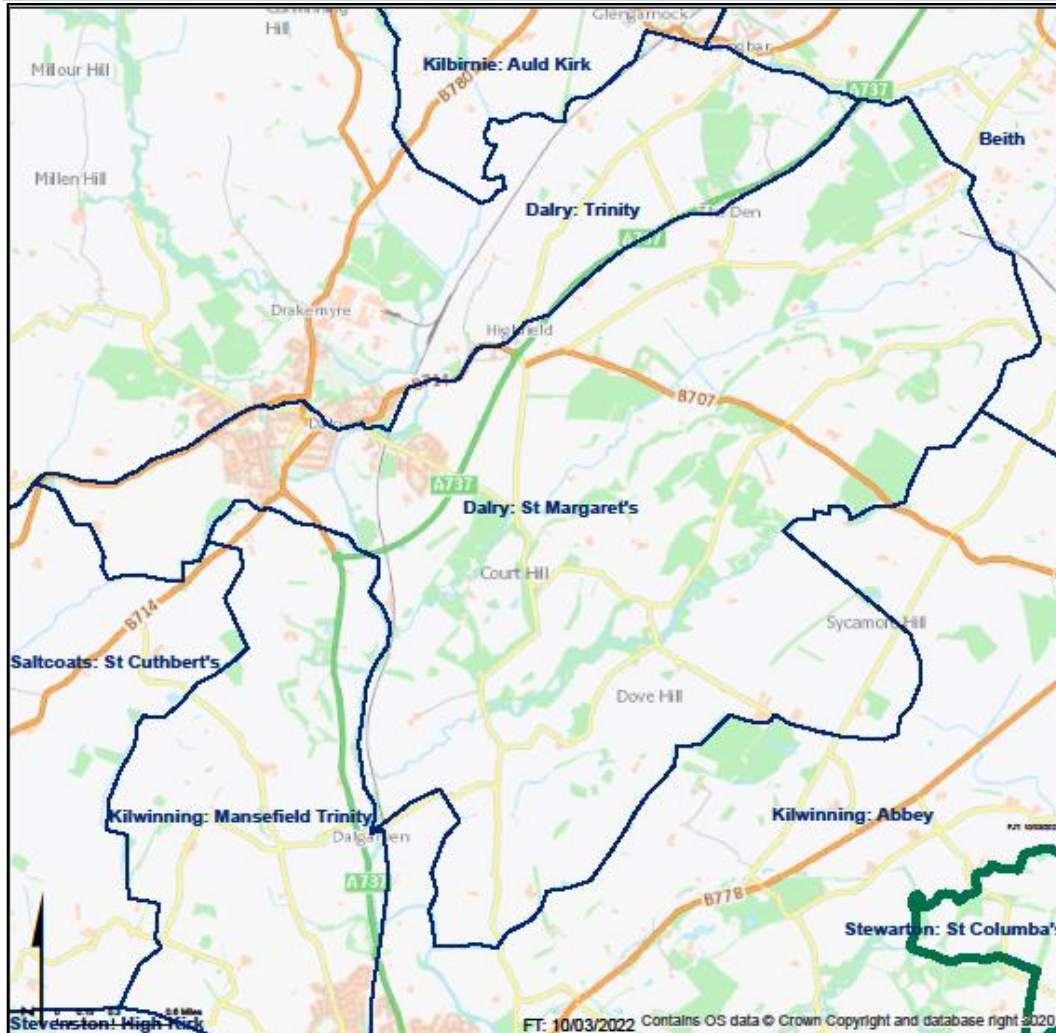 Glengarnock
Hill
Millour Hill
Kilbirnie: Auld Kirk
B780
A737
Beith
Millen Hill
Dalry: Trinity
The Den
A737
Drakemyre
Highfield
B714
B707
A737
Dalry: St Margaret's
Court Hill
B714
Sycamore Hill
Saltcoats: St Cuthbert's
Dove Hill
Kilwinning: Mansefield Trinity
Kilwinning: Abbey
Dalgarven
A737
B778
Stewarton: St Columba's
Stevenston: High Kirk
FT: 10/03/2022 Contains OS data © Crown Copyright and database right 2020